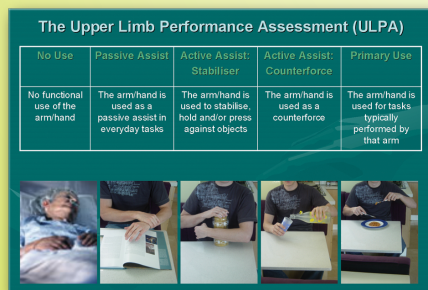 The Upper Limb Performance Assessment (ULPA)
No Use
Passive Assist
Active Assist:
Stabiliser
Active Assist:
Counterforce
Primary Use
No functional
use of the
arm/hand
The arm/hand is
used as a
passive assist in
everyday tasks
The arm/hand is
used to stabilise,
hold and/or press
against objects
The arm/hand is
used as a
counterforce
The arm/hand is
used for tasks
typically
performed by
that arm